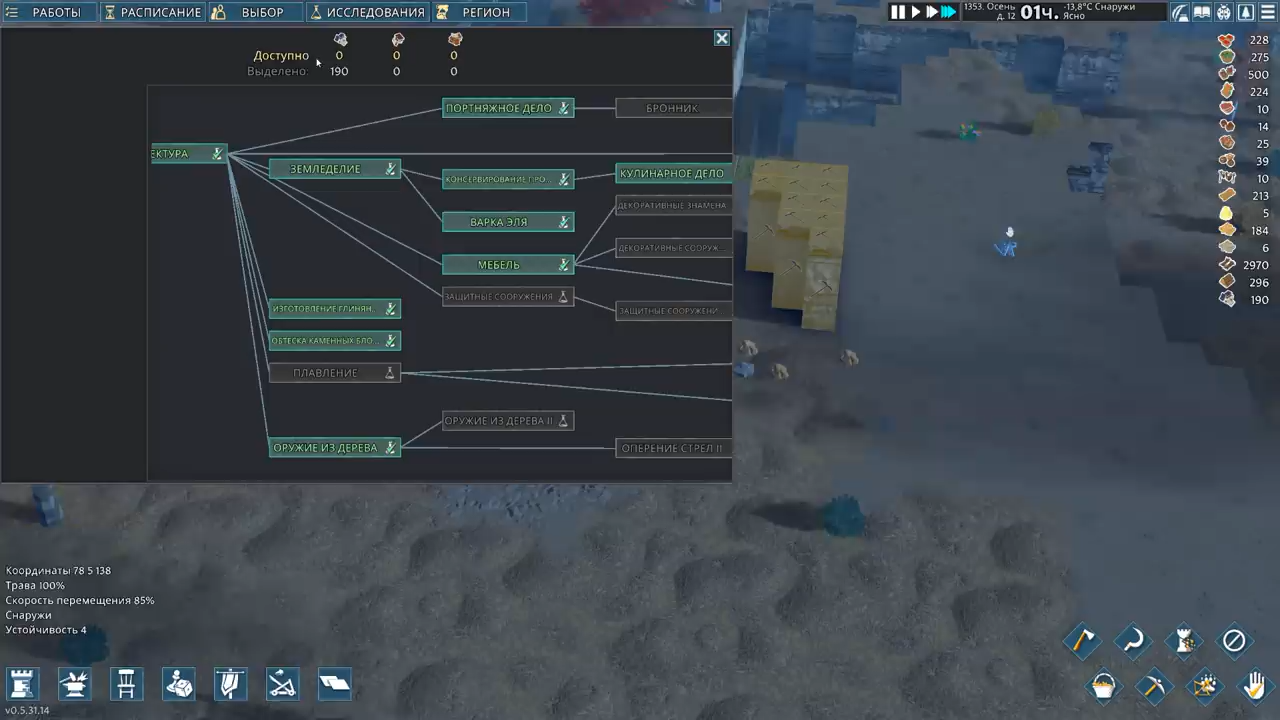 РАБОТЫ
РАСПИСАНИЕ
ВЫБОР
ИССЛЕДОВАНИЯ
РЕГИОН
1353. Осень
д. 12
01Ч.
-13,8°C Снаружи
Ясно
Доступно 0 0 0
Выделено: 190 0 0
ЕКТУРА
ПОРТНЯЖНОЕ ДЕЛО
БРОННИК
ЗЕМЛЕДЕЛИЕ
КОНСЕРВИРОВАНИЕ ПРО...
КУЛИНАРНОЕ ДЕЛО
ДЕКОРАТИВНЫЕ ЗНАМЕНА
ВАРКА ЭЛЯ
ДЕКОРАТИВНЫЕ СООРУЖ...
МЕБЕЛЬ
ЗАЩИТНЫЕ СООРУЖЕНИЯ
ИЗГОТОВЛЕНИЕ ГЛИНЯН...
ЗАЩИТНЫЕ СООРУЖЕНИ
ОБТЕСКА КАМЕННЫХ БЛО...
ПЛАВЛЕНИЕ
ОРУЖИЕ ИЗ ДЕРЕВА II
ОРУЖИЕ ИЗ ДЕРЕВА
ОПЕРЕНИЕ СТРЕЛ II
228
275
500
224
10
14
25
39
10
213
5
184
6
2970
296
190
Координаты 78 5 138
Трава 100%
Скорость перемещения 85%
Снаружи
Устойчивость 4
v0.5.31.14